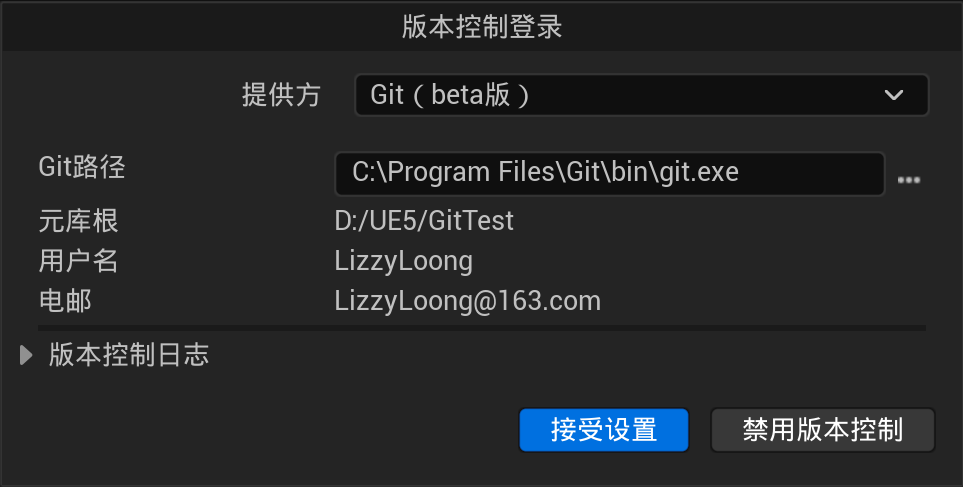 版本控制登录
提供方 Git（beta版）
Git路径 C:\Program Files\Git\bin\git.exe
元库根 D:/UE5/GitTest
用户名 LizzyLoong
电邮 LizzyLoong@163.com
版本控制日志
接受设置 禁用版本控制